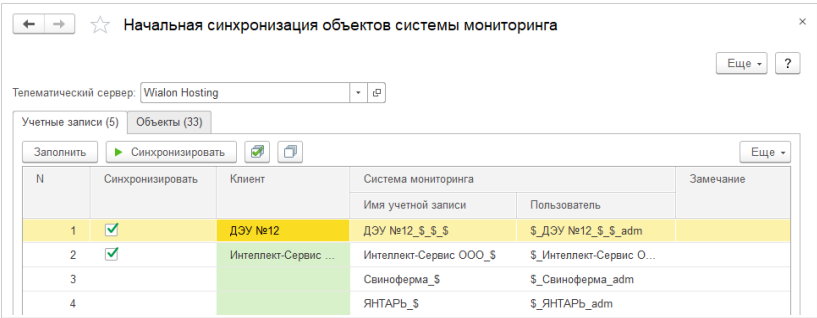 Начальная синхронизация объектов системы мониторинга
Еще ?
Телематический сервер: Wialon Hosting
Учетные записи (5) Объекты (33)
Заполнить Синхронизировать Еще
N Синхронизировать Клиент Система мониторинга Замечание
Имя учетной записи Пользователь
1 ДЭУ №12 ДЭУ №12_$_$_$ $_ДЭУ №12_$_$_adm
2 Интеллект-Сервис ... Интеллект-Сервис ООО_$ $_Интеллект-Сервис О...
3 Свиноферма_$ $_Свиноферма_adm
4 ЯНТАРЬ_$ $_ЯНТАРЬ_adm